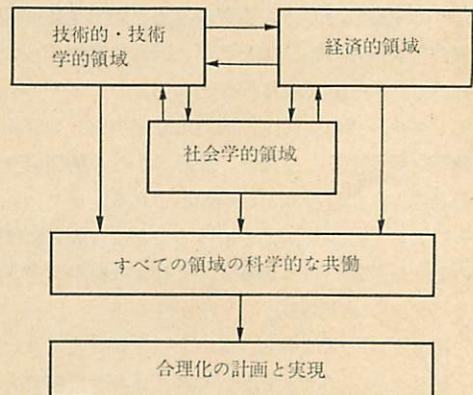 技術的・技術
学的領域
経済的領域
社会学的領域
すべての領域の科学的な共働
合理化の計画と実現